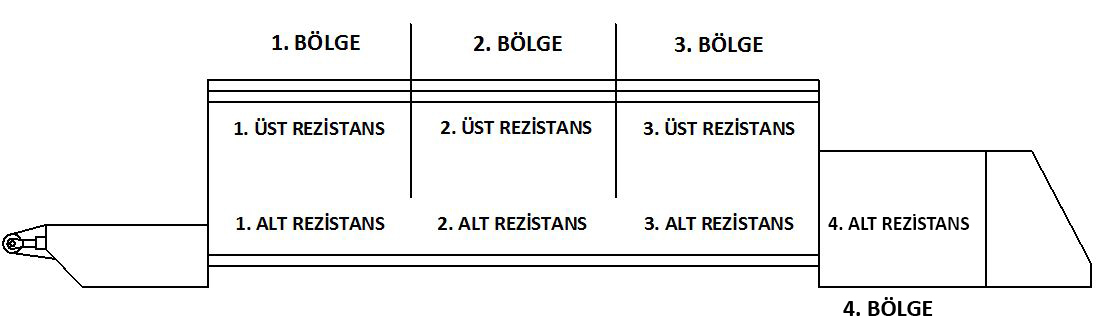 1. BÖLGE
2. BÖLGE
3. BÖLGE
1. ÜST REZİSTANS
2. ÜST REZİSTANS
3. ÜST REZİSTANS
1. ALT REZİSTANS
2. ALT REZİSTANS
3. ALT REZİSTANS
4. ALT REZİSTANS
4. BÖLGE